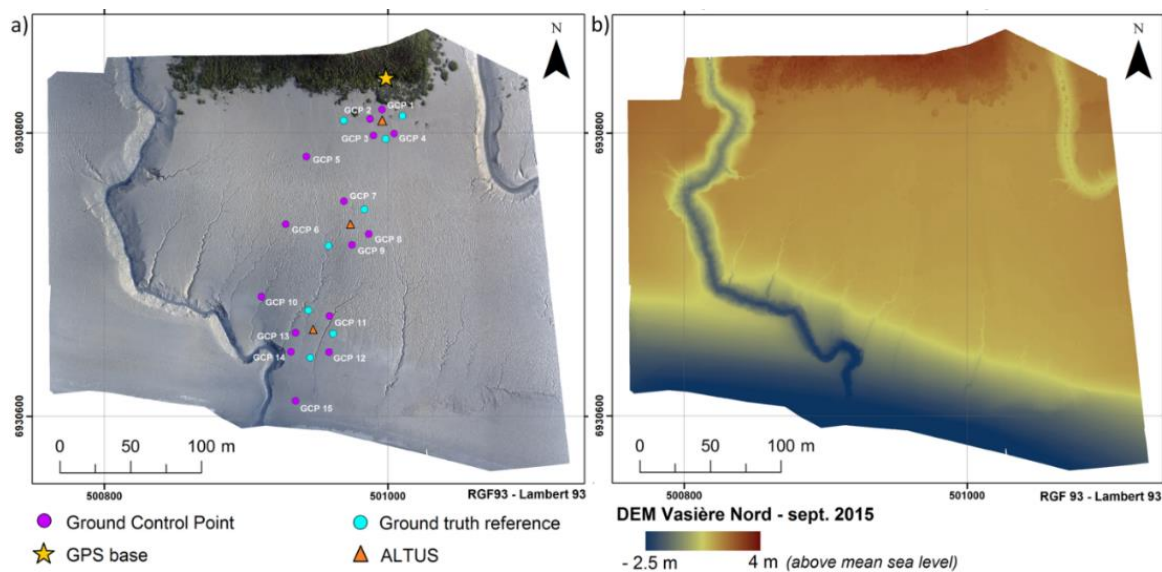 a)
N
GCP 1
GCP 2
GCP 3
GCP 4
GCP 5
GCP 7
GCP 6
GCP 8
GCP 9
GCP 10
GCP 11
GCP 13
GCP 14
GCP 12
GCP 15
6930800
6930600
0 50 100 m
RGF93 - Lambert 93
500800 501000
Ground Control Point
Ground truth reference
GPS base
ALTUS
b)
N
6930800
6930600
0 50 100 m
RGF 93 - Lambert 93
500800 501000
DEM Vasière Nord - sept. 2015
- 2.5 m 4 m (above mean sea level)